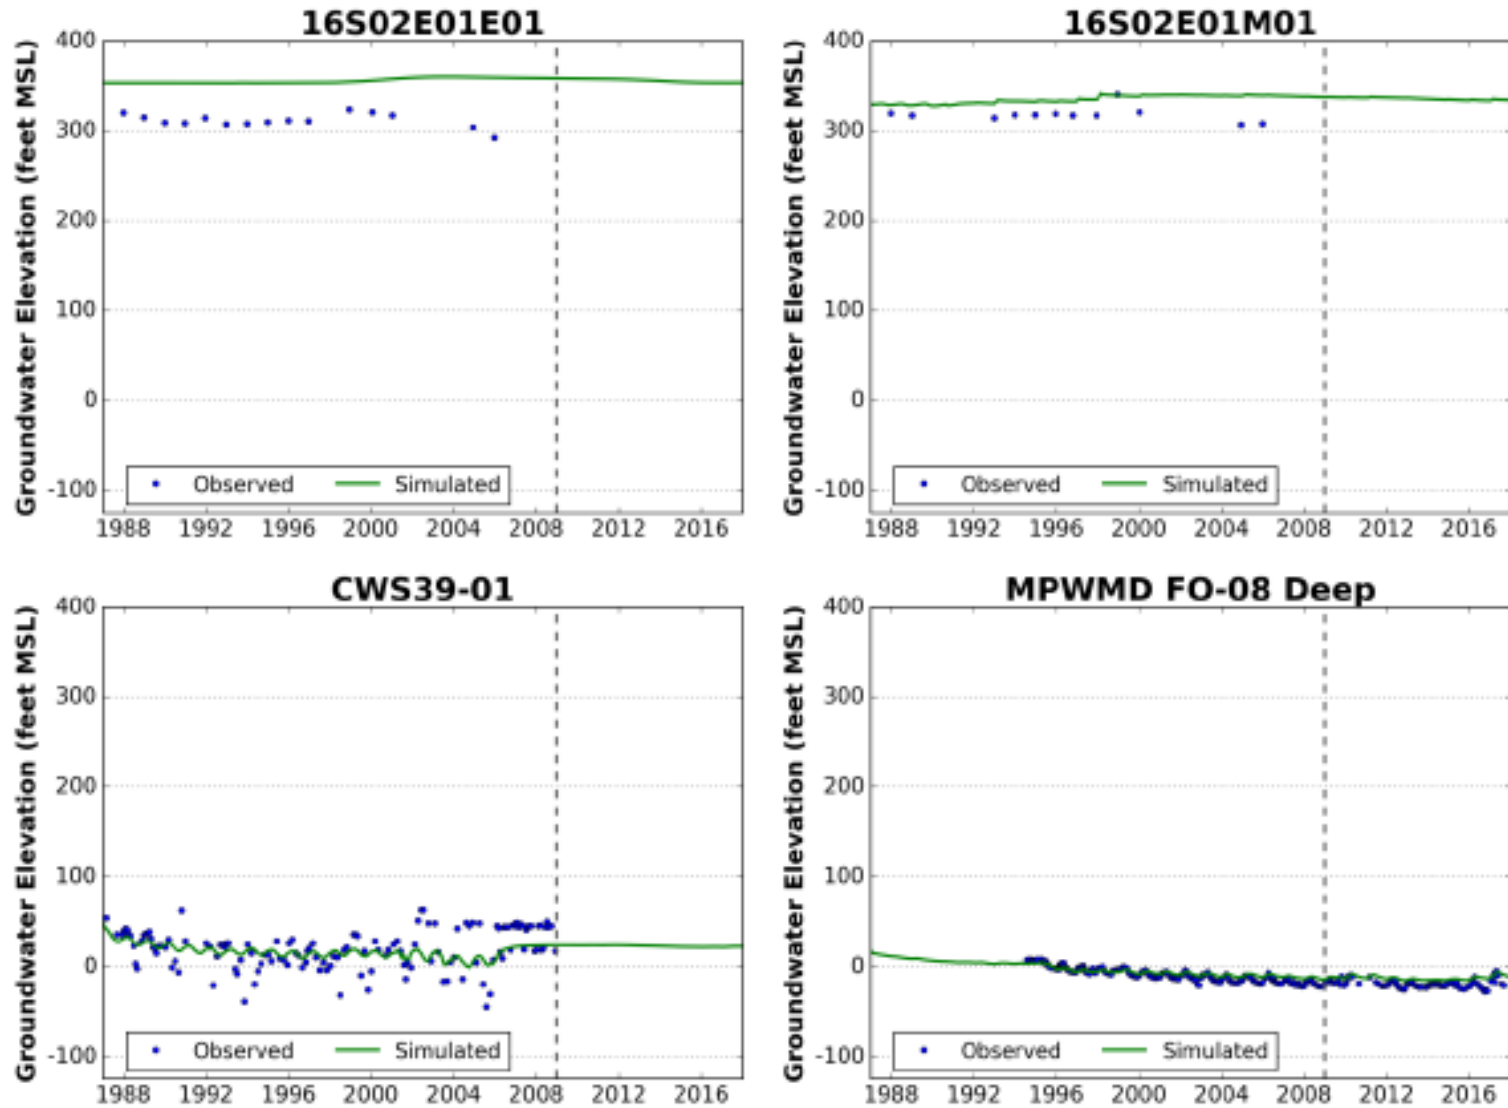 16S02E01E01
16S02E01M01
Groundwater Elevation (feet MSL)
400
300
200
100
0
-100
Observed
Simulated
1988 1992 1996 2000 2004 2008 2012 2016
Groundwater Elevation (feet MSL)
400
300
200
100
0
-100
Observed
Simulated
1988 1992 1996 2000 2004 2008 2012 2016
CWS39-01
MPWMD FO-08 Deep
Groundwater Elevation (feet MSL)
400
300
200
100
0
-100
Observed
Simulated
1988 1992 1996 2000 2004 2008 2012 2016
Groundwater Elevation (feet MSL)
400
300
200
100
0
-100
Observed
Simulated
1988 1992 1996 2000 2004 2008 2012 2016